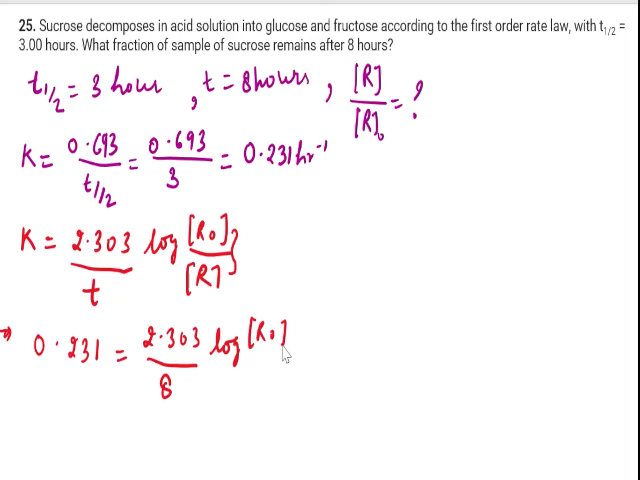 25. Sucrose decomposes in acid solution into glucose and fructose according to the first order rate law, with t1/2 =
3.00 hours. What fraction of sample of sucrose remains after 8 hours?
t1/2 = 3 hour , t = 8 hours , [R]/[R]0 = ?
K = 0.693/t1/2 = 0.693/3 = 0.231 hr⁻¹
K = 2.303/t log [R0]/[R]
⇒ 0.231 = 2.303/8 log [R0]